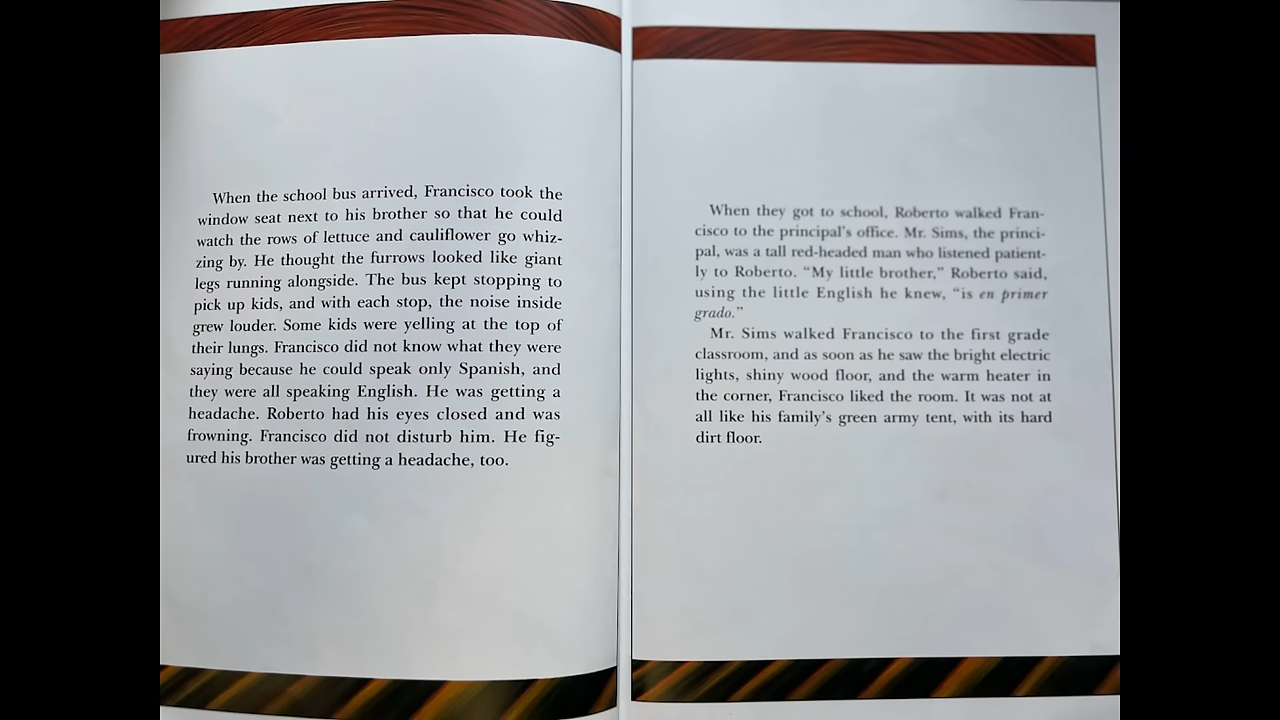 When the school bus arrived, Francisco took the
window seat next to his brother so that he could
watch the rows of lettuce and cauliflower go whiz-
zing by. He thought the furrows looked like giant
legs running alongside. The bus kept stopping to
pick up kids, and with each stop, the noise inside
grew louder. Some kids were yelling at the top of
their lungs. Francisco did not know what they were
saying because he could speak only Spanish, and
they were all speaking English. He was getting a
headache. Roberto had his eyes closed and was
frowning. Francisco did not disturb him. He fig-
ured his brother was getting a headache, too.
When they got to school, Roberto walked Fran-
cisco to the principal's office. Mr. Sims, the princi-
pal, was a tall red-headed man who listened patient-
ly to Roberto. “My little brother,” Roberto said,
using the little English he knew, “is en primer
grado.”
Mr. Sims walked Francisco to the first grade
classroom, and as soon as he saw the bright electric
lights, shiny wood floor, and the warm heater in
the corner, Francisco liked the room. It was not at
all like his family's green army tent, with its hard
dirt floor.